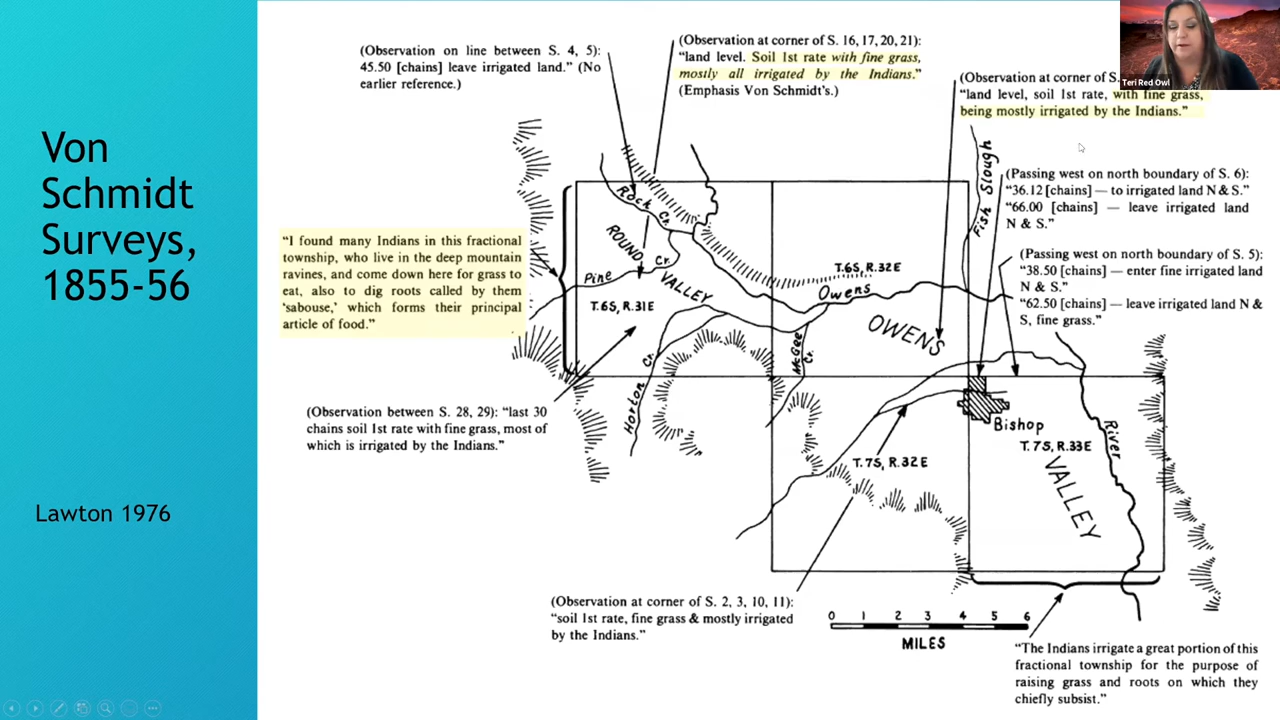 Von
Schmidt
Surveys,
1855-56
Lawton 1976
(Observation on line between S. 4, 5):
45.50 [chains] leave irrigated land.” (No
earlier reference.)
(Observation at corner of S. 16, 17, 20, 21):
“land level. Soil 1st rate with fine grass,
mostly all irrigated by the Indians.”
(Emphasis Von Schmidt's.)
Teri Red Owl
(Observation at corner of S.
“land level, soil 1st rate, with fine grass,
being mostly irrigated by the Indians.”
(Passing west on north boundary of S. 6):
“36.12 [chains] — to irrigated land N & S.”
“66.00 [chains] — leave irrigated land
N & S.”
(Passing west on north boundary of S. 5):
“38.50 [chains] — enter fine irrigated land
N & S.”
“62.50 [chains] — leave irrigated land N &
S, fine grass.”
“I found many Indians in this fractional
township, who live in the deep mountain
ravines, and come down here for grass to
eat, also to dig roots called by them
‘sabouse,’ which forms their principal
article of food.”
Rock Cr.
ROUND
VALLEY
Pine
Cr.
T.6S, R.31E
T.6S, R.32E
Fish Slough
Owens
OWENS
McGee
Cr.
Horton Cr.
Bishop
T.7S, R.33E
River
T.7S, R.32E
VALLEY
(Observation between S. 28, 29): “last 30
chains soil 1st rate with fine grass, most of
which is irrigated by the Indians.”
(Observation at corner of S. 2, 3, 10, 11):
“soil 1st rate, fine grass & mostly irrigated
by the Indians.”
0 1 2 3 4 5 6
MILES
“The Indians irrigate a great portion of this
fractional township for the purpose of
raising grass and roots on which they
chiefly subsist.”